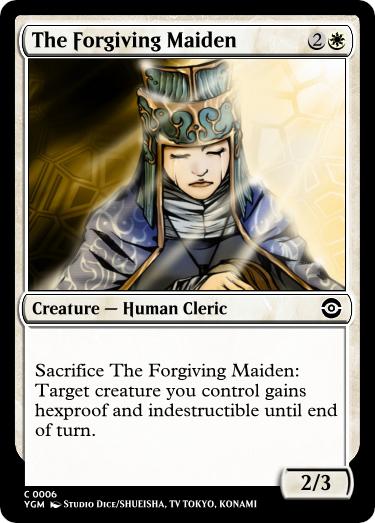 The Forgiving Maiden 2
Creature — Human Cleric
Sacrifice The Forgiving Maiden:
Target creature you control gains
hexproof and indestructible until end
of turn.
2/3
C 0006
YGM Studio Dice/SHUEISHA, TV TOKYO, KONAMI